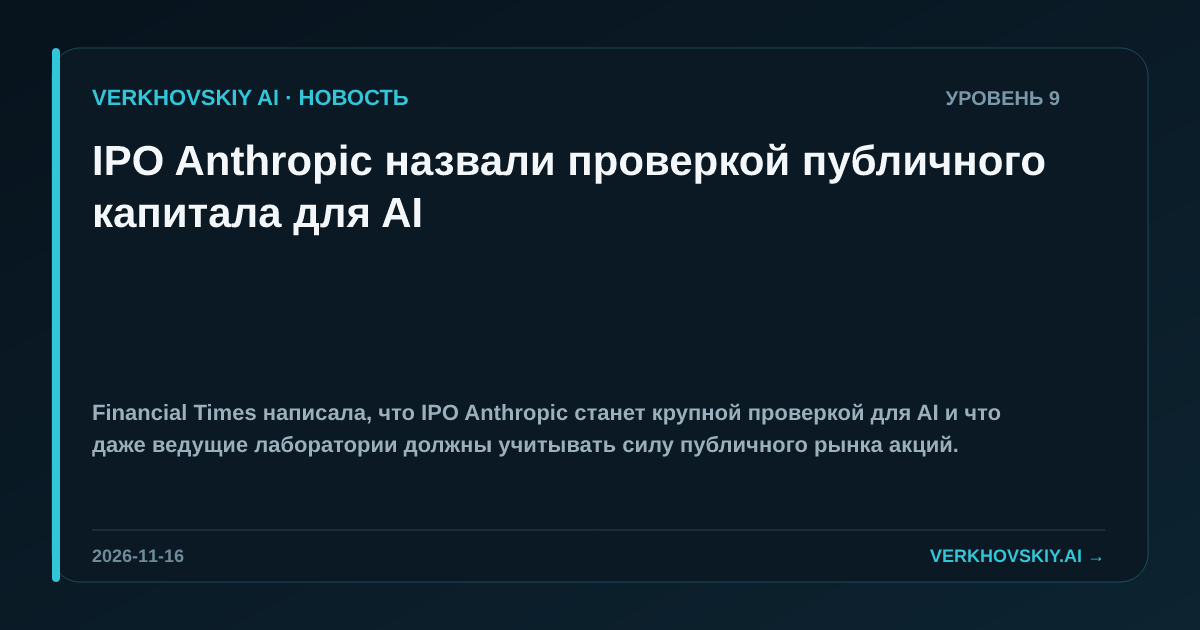 VERKHOVSKIY AI · НОВОСТЬ
УРОВЕНЬ 9
IPO Anthropic назвали проверкой публичного
капитала для AI
Financial Times написала, что IPO Anthropic станет крупной проверкой для AI и что
даже ведущие лаборатории должны учитывать силу публичного рынка акций.
2026-11-16
VERKHOVSKIY.AI →